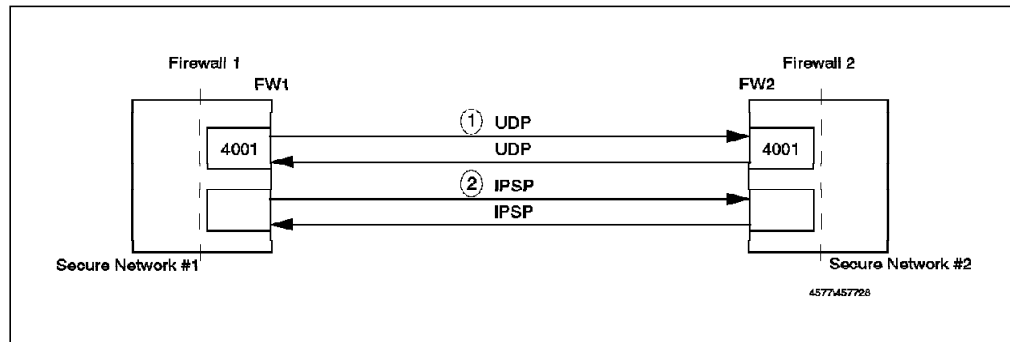 Firewall 1
Firewall 2
FW1
FW2
1 UDP
4001
UDP
4001
2 IPSP
IPSP
Secure Network #1
Secure Network #2
4577\457728